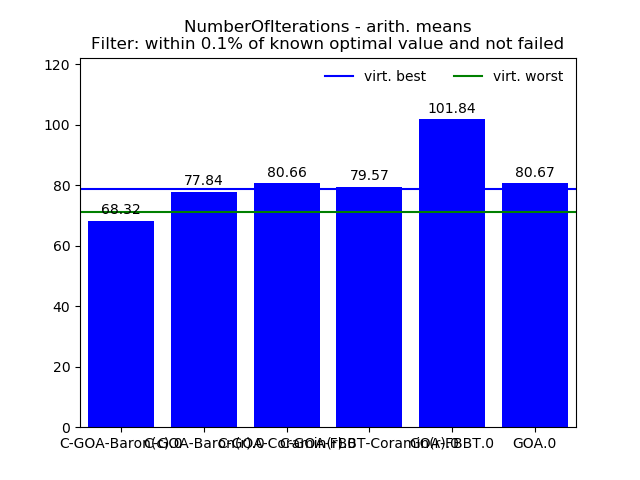 NumberOfIterations - arith. means
Filter: within 0.1% of known optimal value and not failed
virt. best
virt. worst
120
100
80
60
40
20
0
68.32
77.84
80.66
79.57
101.84
80.67
GOA.0